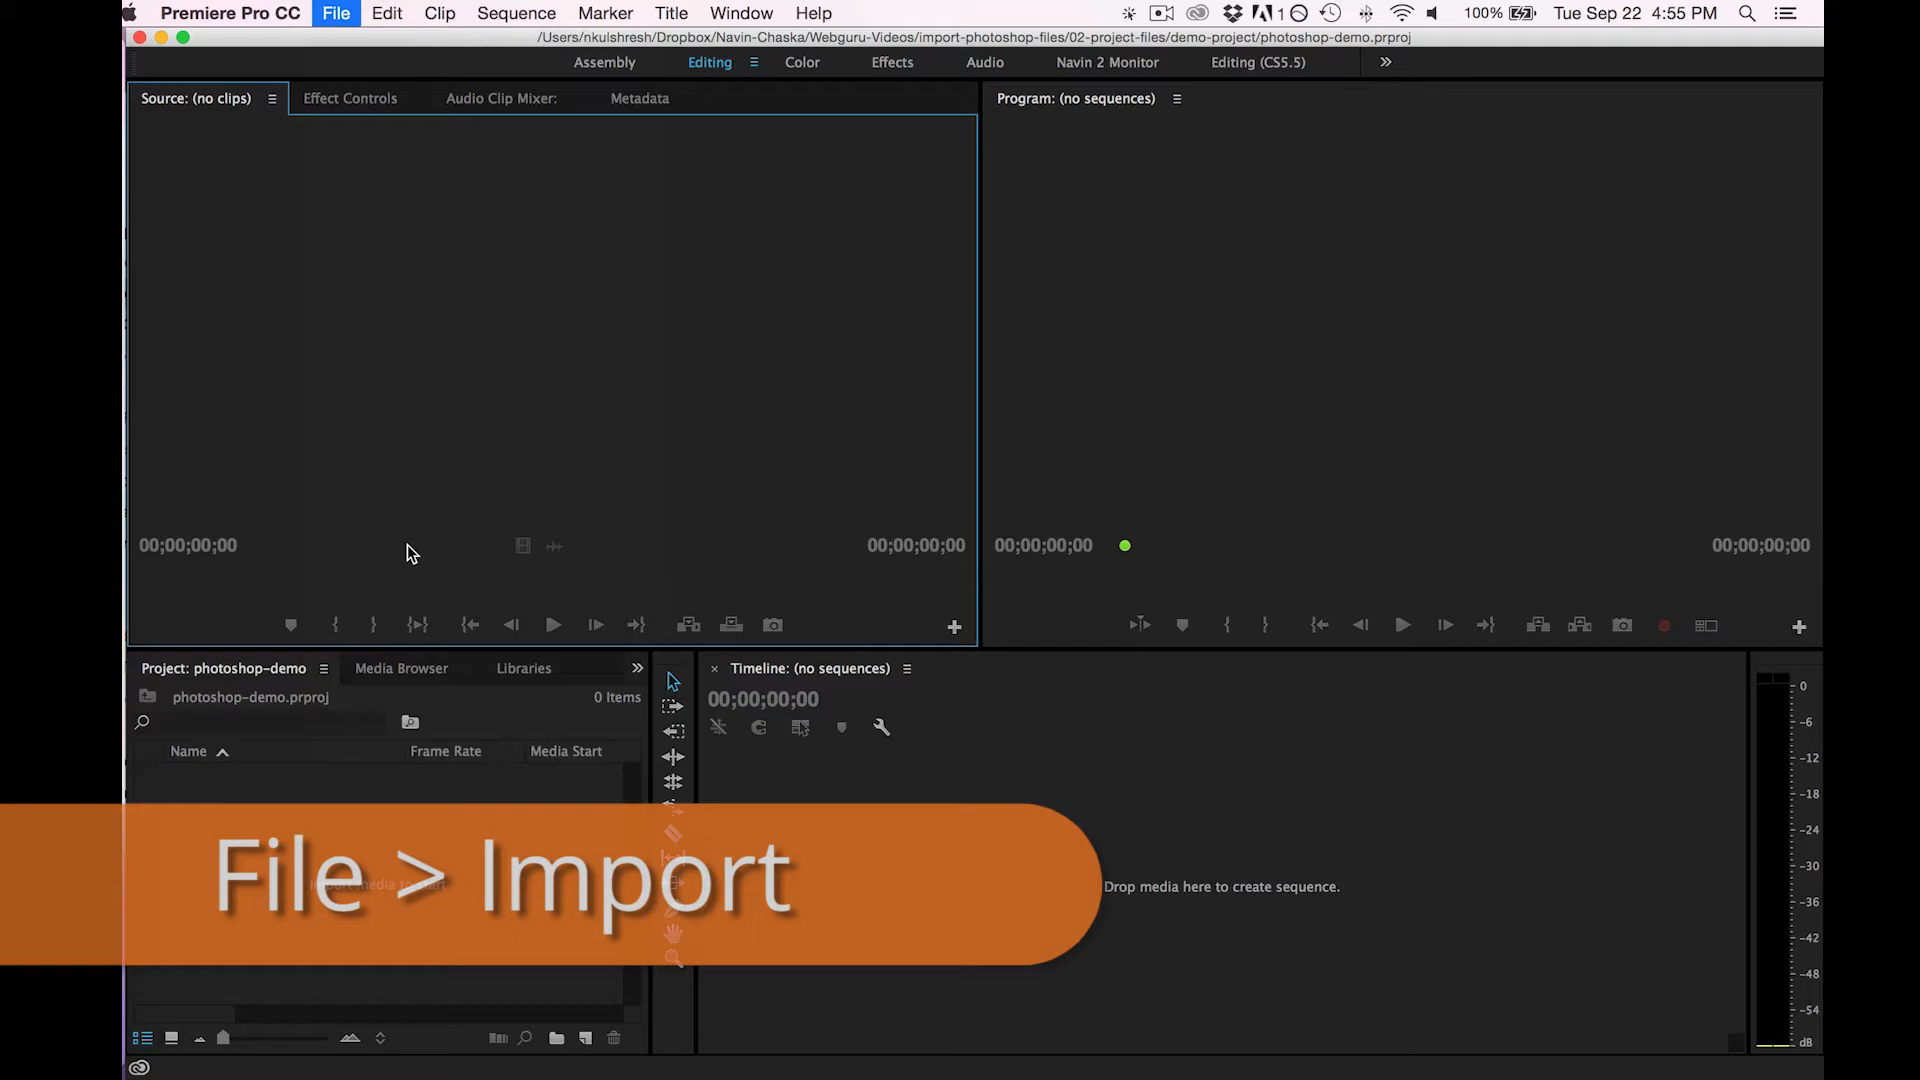 Premiere Pro CC File Edit Clip Sequence Marker Title Window Help 1 100% Tue Sep 22 4:55 PM
/Users/nkulshresh/Dropbox/Navin-Chaska/Webguru-Videos/import-photoshop-files/02-project-files/demo-project/photoshop-demo.prproj
Assembly Editing Color Effects Audio Navin 2 Monitor Editing (CS5.5)
Source: (no clips) Effect Controls Audio Clip Mixer: Metadata Program: (no sequences)
00;00;00;00 00;00;00;00 00;00;00;00 00;00;00;00
Project: photoshop-demo Media Browser Libraries × Timeline: (no sequences)
photoshop-demo.prproj 0 Items 00;00;00;00
Name Frame Rate Media Start
Import media to start
File > Import
Drop media here to create sequence.
0
-6
-12
-18
-24
-30
-36
-42
-48
-54
dB